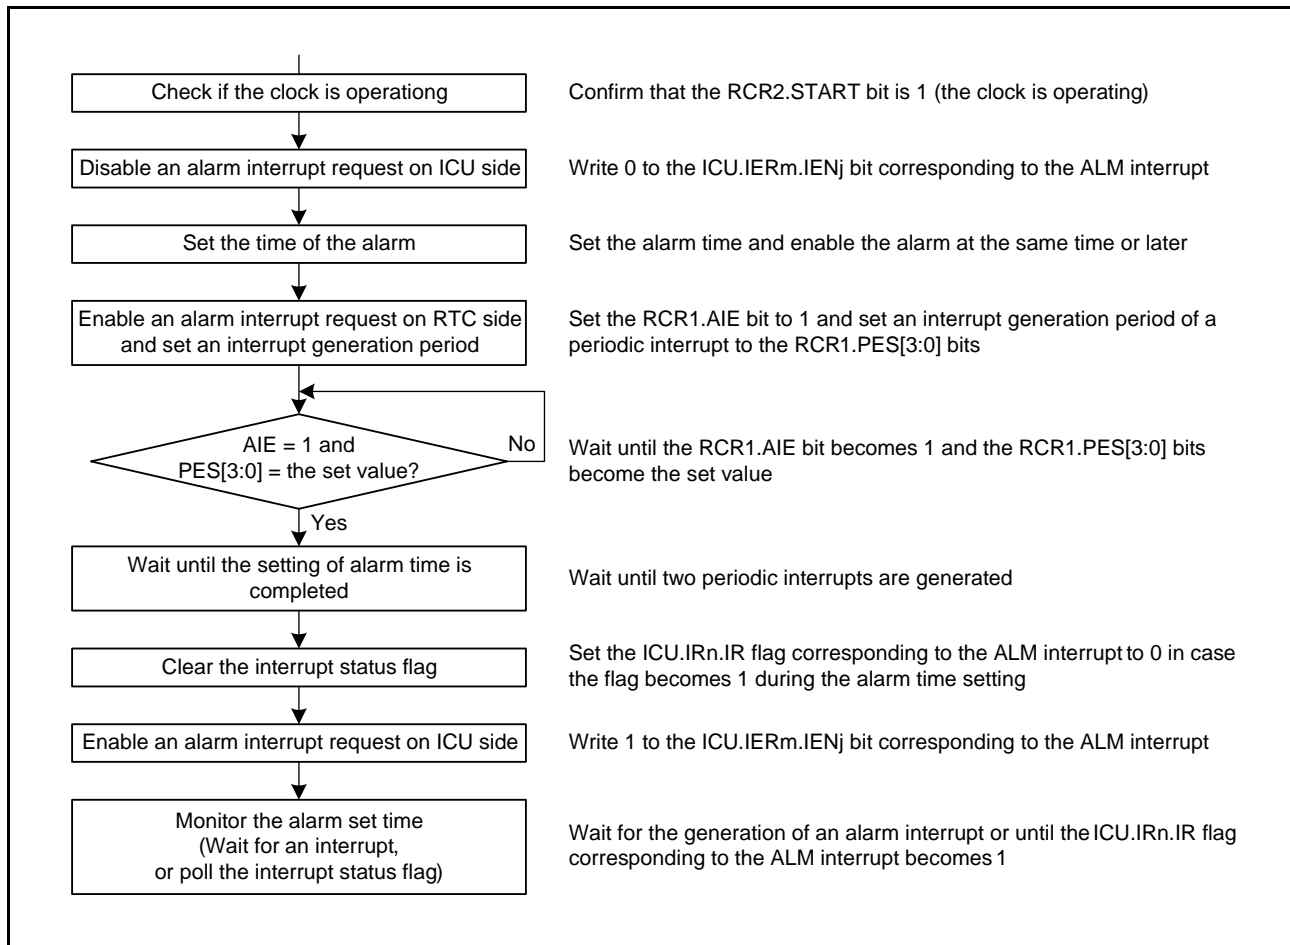 Check if the clock is operationg
Confirm that the RCR2.START bit is 1 (the clock is operating)
Disable an alarm interrupt request on ICU side
Write 0 to the ICU.IERm.IENj bit corresponding to the ALM interrupt
Set the time of the alarm
Set the alarm time and enable the alarm at the same time or later
Enable an alarm interrupt request on RTC side
and set an interrupt generation period
Set the RCR1.AIE bit to 1 and set an interrupt generation period of a
periodic interrupt to the RCR1.PES[3:0] bits
AIE = 1 and
PES[3:0] = the set value?
No
Wait until the RCR1.AIE bit becomes 1 and the RCR1.PES[3:0] bits
become the set value
Yes
Wait until the setting of alarm time is
completed
Wait until two periodic interrupts are generated
Clear the interrupt status flag
Set the ICU.IRn.IR flag corresponding to the ALM interrupt to 0 in case
the flag becomes 1 during the alarm time setting
Enable an alarm interrupt request on ICU side
Write 1 to the ICU.IERm.IENj bit corresponding to the ALM interrupt
Monitor the alarm set time
(Wait for an interrupt,
or poll the interrupt status flag)
Wait for the generation of an alarm interrupt or until the ICU.IRn.IR flag
corresponding to the ALM interrupt becomes 1